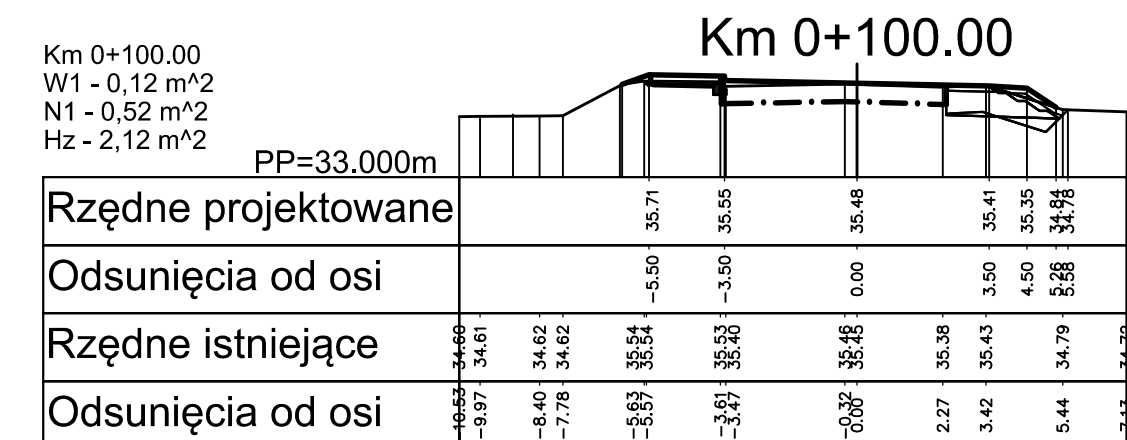 Km 0+100.00
Km 0+100.00
W1 - 0,12 m^2
N1 - 0,52 m^2
Hz - 2,12 m^2
PP=33.000m
Rzędne projektowane 35.71 35.55 35.48 35.41 35.35 34.84 34.78
Odsunięcia od osi -5.50 -3.50 0.00 3.50 4.50 5.26 5.58
Rzędne istniejące 34.60 34.61 34.62 34.62 35.54 35.54 35.53 35.40 35.46 35.45 35.38 35.43 34.79
Odsunięcia od osi -10.53 -9.97 -8.40 -7.78 -5.63 -5.57 -3.61 -3.47 -0.32 0.00 2.27 3.42 5.44